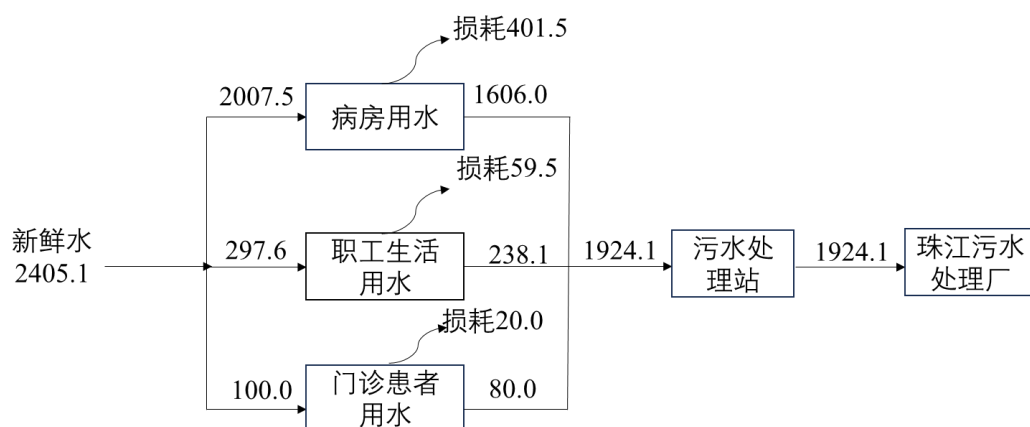 损耗401.5
2007.5
病房用水
1606.0
损耗59.5
新鲜水
2405.1
297.6
职工生活
用水
238.1
1924.1
污水处
理站
1924.1
珠江污水
处理厂
损耗20.0
100.0
门诊患者
用水
80.0